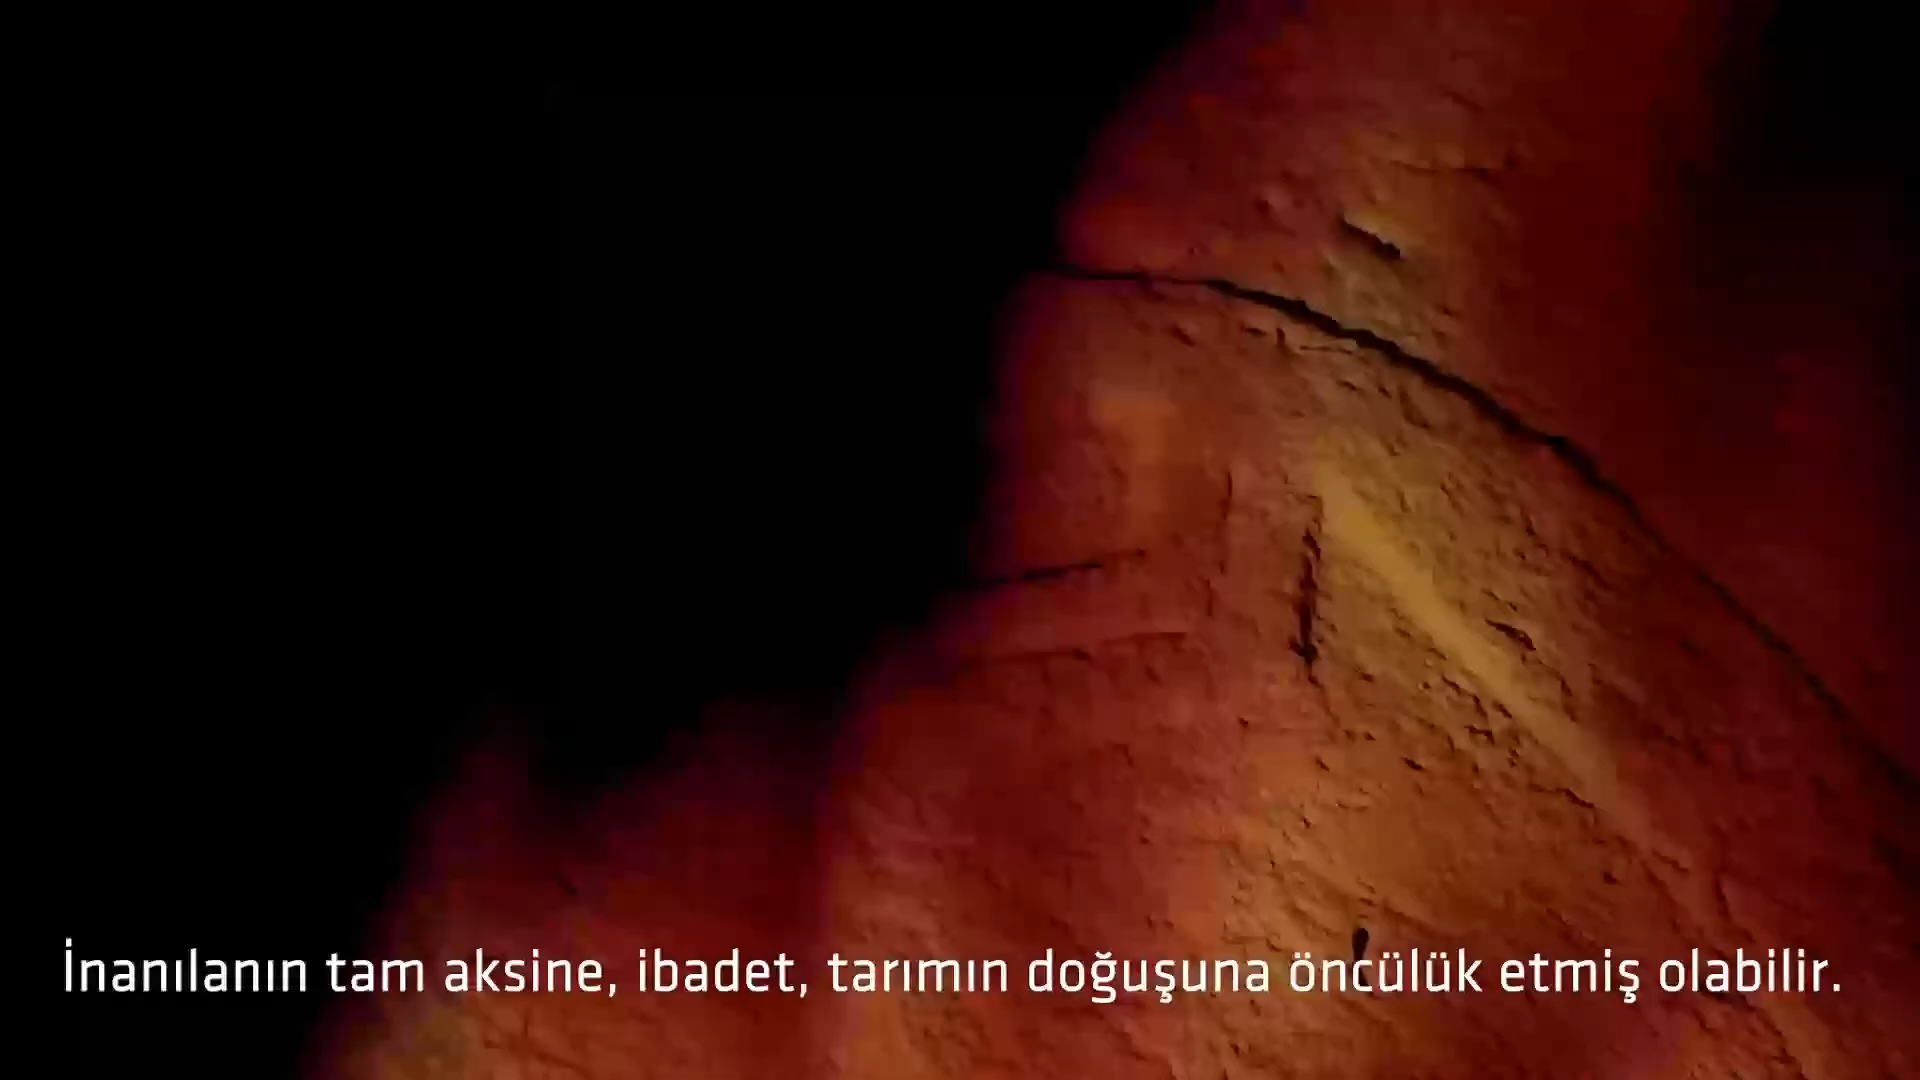 İnanılanın tam aksine, ibadet, tarımın doğuşuna öncülük etmiş olabilir.